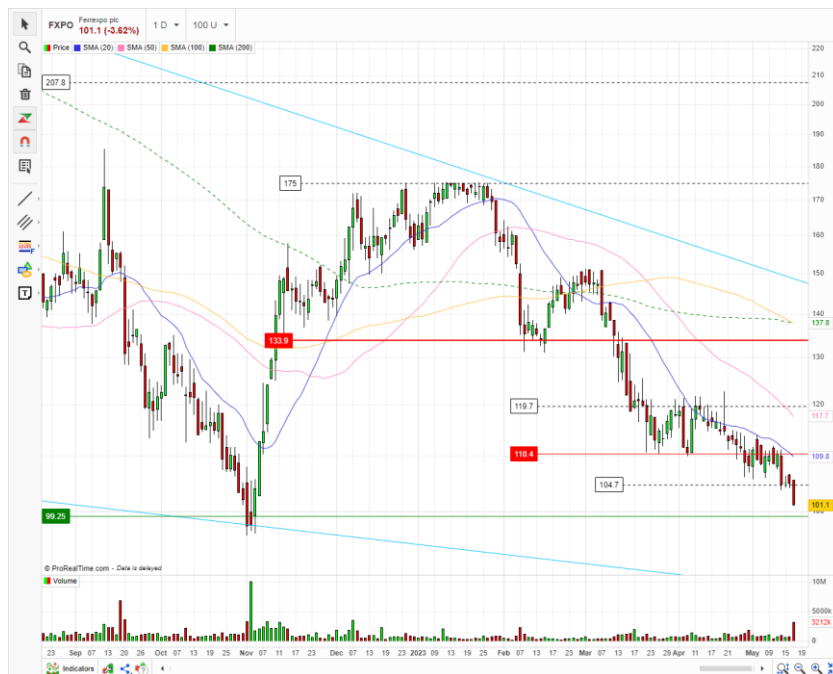 FXPO Ferrexpo plc 101.1 (-3.62%) 1 D 100 U
Price SMA (20) SMA (50) SMA (100) SMA (200)
220
210
207.8
200
190
180
175
170
160
150
140
137.8
133.9
130
120
119.7
117.7
110.4
109.8
104.7
101.1
100
99.25
© ProRealTime.com - Data is delayed
Volume
10M
5000k
3212k
0
23 Sep 07 13 20 26 Oct 07 13 19 25 Nov 07 11 17 23 Dec 07 13 19 2023 09 13 19 25 Feb 07 13 17 23 Mar 07 13 17 23 Apr 11 17 21 May 09 15 19
Indicators